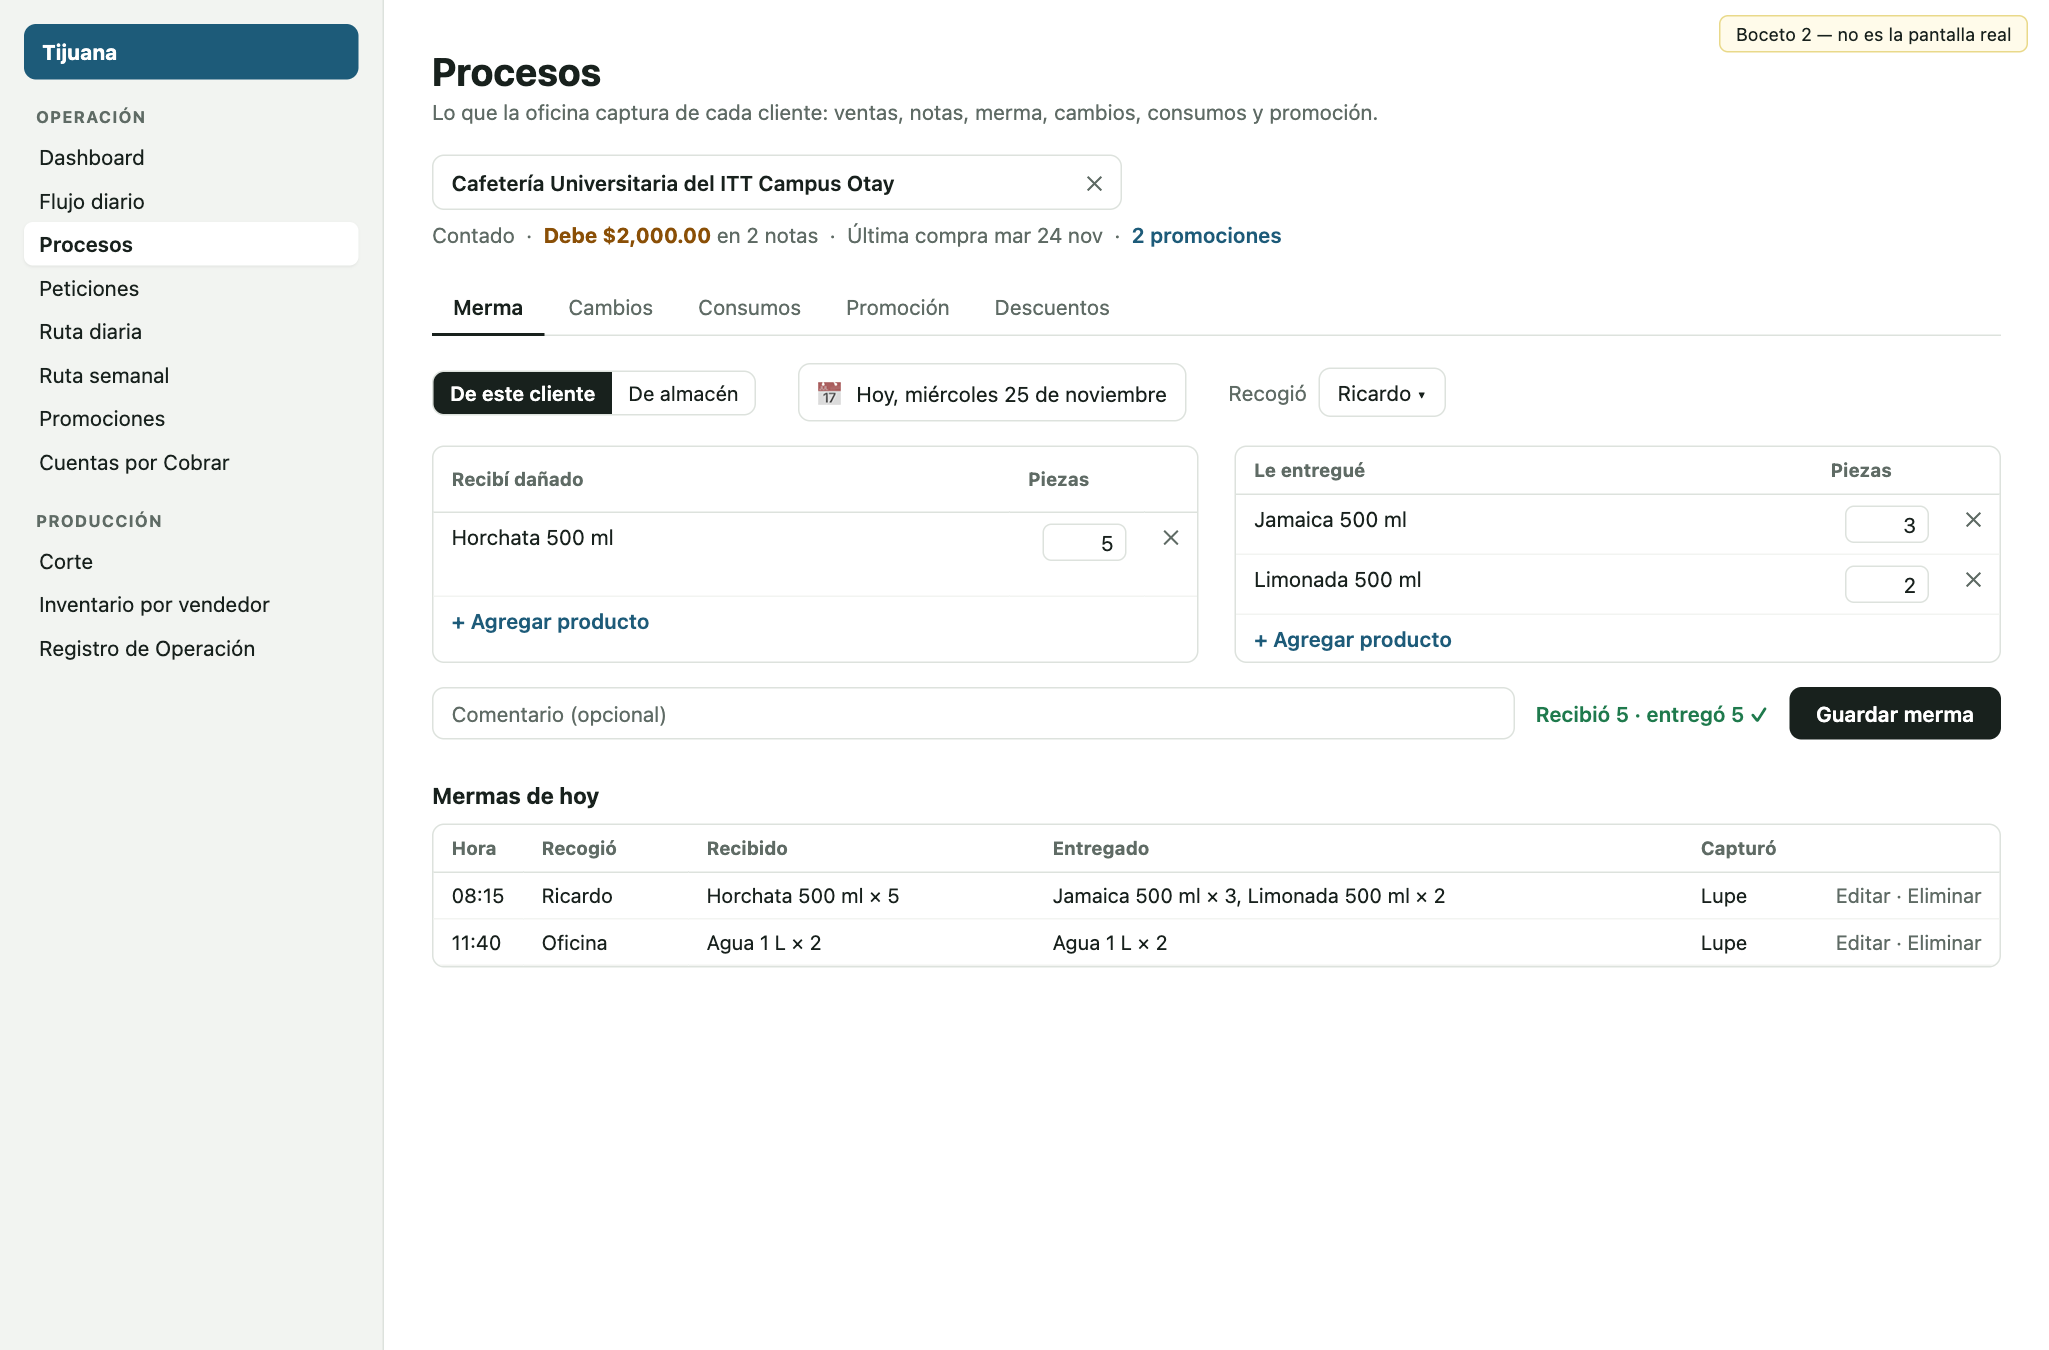 Tijuana
OPERACIÓN
Dashboard
Flujo diario
Procesos
Peticiones
Ruta diaria
Ruta semanal
Promociones
Cuentas por Cobrar
PRODUCCIÓN
Corte
Inventario por vendedor
Registro de Operación
Boceto 2 — no es la pantalla real
Procesos
Lo que la oficina captura de cada cliente: ventas, notas, merma, cambios, consumos y promoción.
Cafetería Universitaria del ITT Campus Otay ×
Contado · Debe $2,000.00 en 2 notas · Última compra mar 24 nov · 2 promociones
Merma Cambios Consumos Promoción Descuentos
De este cliente De almacén 17 Hoy, miércoles 25 de noviembre Recogió Ricardo ▾
Recibí dañado Piezas
Horchata 500 ml 5 ×
+ Agregar producto
Le entregué Piezas
Jamaica 500 ml 3 ×
Limonada 500 ml 2 ×
+ Agregar producto
Comentario (opcional) Recibió 5 · entregó 5 ✓ Guardar merma
Mermas de hoy
Hora Recogió Recibido Entregado Capturó
08:15 Ricardo Horchata 500 ml × 5 Jamaica 500 ml × 3, Limonada 500 ml × 2 Lupe Editar · Eliminar
11:40 Oficina Agua 1 L × 2 Agua 1 L × 2 Lupe Editar · Eliminar